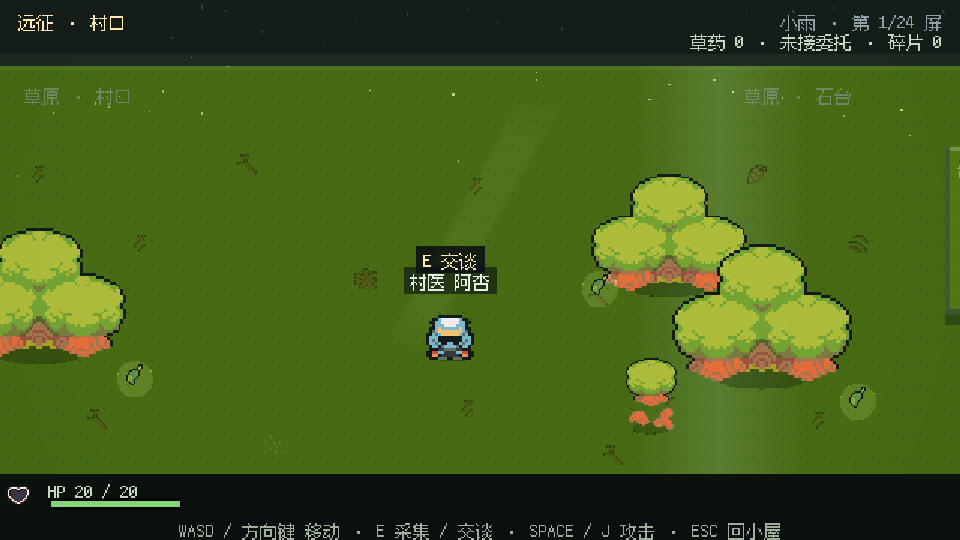 远征 · 村口
小雨 · 第 1/24 屏
草药 0 · 未接委托 · 碎片 0
草原 · 村口
草原 · 石台
E 交谈
村医 阿杏
HP 20 / 20
WASD / 方向键 移动 · E 采集 / 交谈 · SPACE / J 攻击 · ESC 回小屋